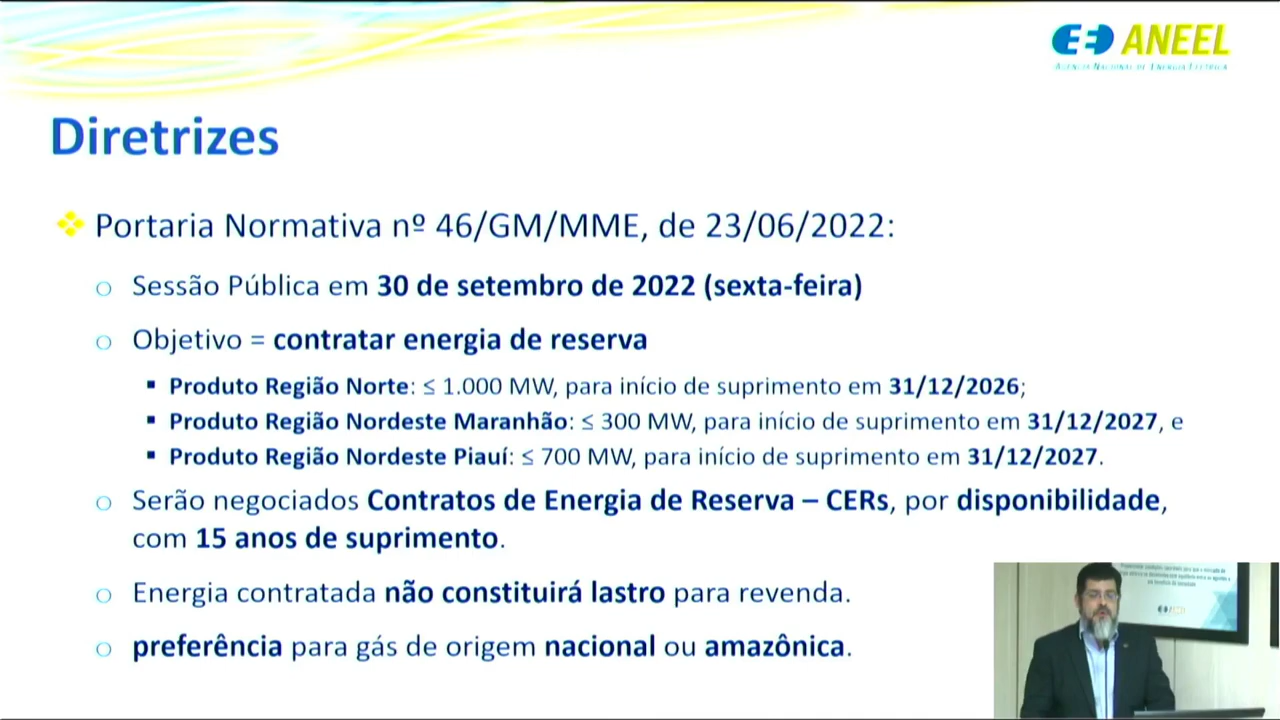 ANEEL
AGÊNCIA NACIONAL DE ENERGIA ELÉTRICA
Diretrizes
Portaria Normativa nº 46/GM/MME, de 23/06/2022:
Sessão Pública em 30 de setembro de 2022 (sexta-feira)
Objetivo = contratar energia de reserva
Produto Região Norte: ≤ 1.000 MW, para início de suprimento em 31/12/2026;
Produto Região Nordeste Maranhão: ≤ 300 MW, para início de suprimento em 31/12/2027, e
Produto Região Nordeste Piauí: ≤ 700 MW, para início de suprimento em 31/12/2027.
Serão negociados Contratos de Energia de Reserva – CERs, por disponibilidade,
com 15 anos de suprimento.
Energia contratada não constituirá lastro para revenda.
preferência para gás de origem nacional ou amazônica.